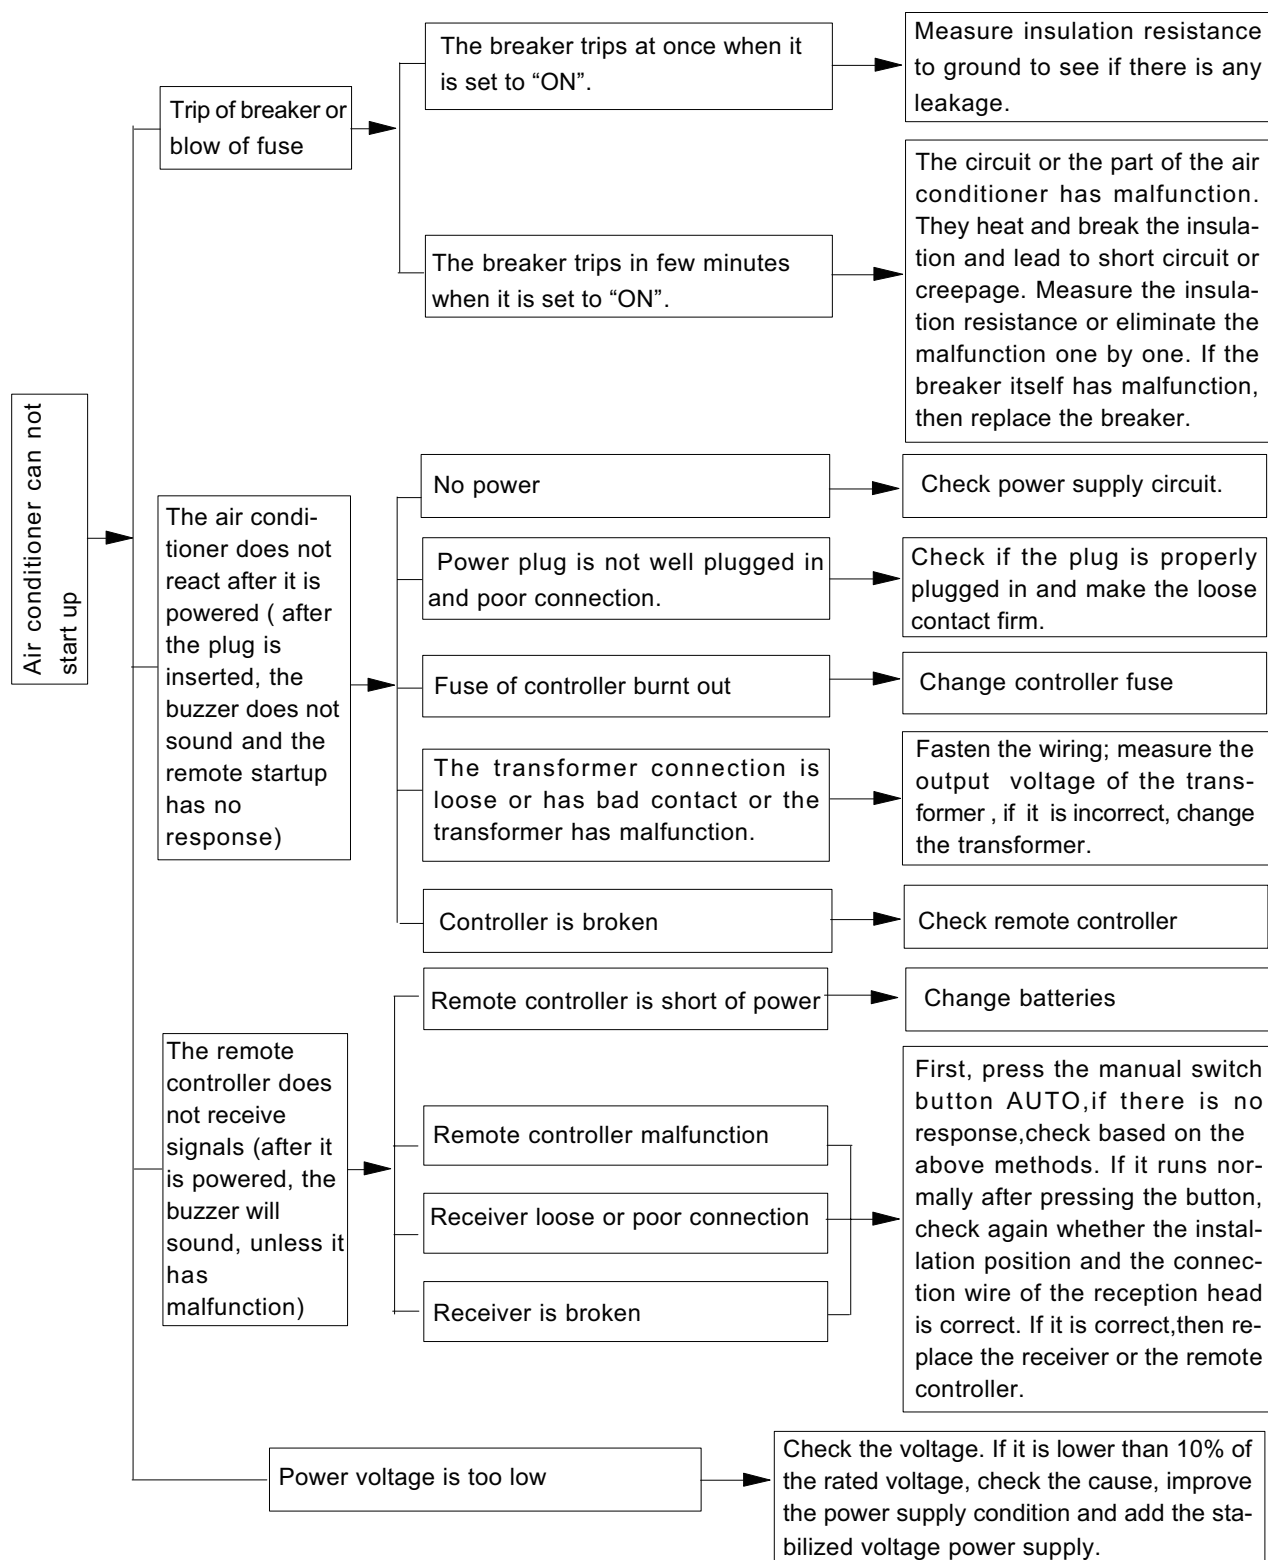 Air conditioner can not
start up
Trip of breaker or
blow of fuse
The breaker trips at once when it
is set to “ON”.
Measure insulation resistance
to ground to see if there is any
leakage.
The breaker trips in few minutes
when it is set to “ON”.
The circuit or the part of the air
conditioner has malfunction.
They heat and break the insula-
tion and lead to short circuit or
creepage. Measure the insula-
tion resistance or eliminate the
malfunction one by one. If the
breaker itself has malfunction,
then replace the breaker.
The air condi-
tioner does not
react after it is
powered ( after
the plug is
inserted, the
buzzer does not
sound and the
remote startup
has no
response)
No power
Check power supply circuit.
Power plug is not well plugged in
and poor connection.
Check if the plug is properly
plugged in and make the loose
contact firm.
Fuse of controller burnt out
Change controller fuse
The transformer connection is
loose or has bad contact or the
transformer has malfunction.
Fasten the wiring; measure the
output voltage of the trans-
former , if it is incorrect, change
the transformer.
Controller is broken
Check remote controller
The remote
controller does
not receive
signals (after it
is powered, the
buzzer will
sound, unless it
has
malfunction)
Remote controller is short of power
Change batteries
Remote controller malfunction
Receiver loose or poor connection
Receiver is broken
First, press the manual switch
button AUTO,if there is no
response,check based on the
above methods. If it runs nor-
mally after pressing the button,
check again whether the instal-
lation position and the connec-
tion wire of the reception head
is correct. If it is correct,then re-
place the receiver or the remote
controller.
Power voltage is too low
Check the voltage. If it is lower than 10% of
the rated voltage, check the cause, improve
the power supply condition and add the sta-
bilized voltage power supply.